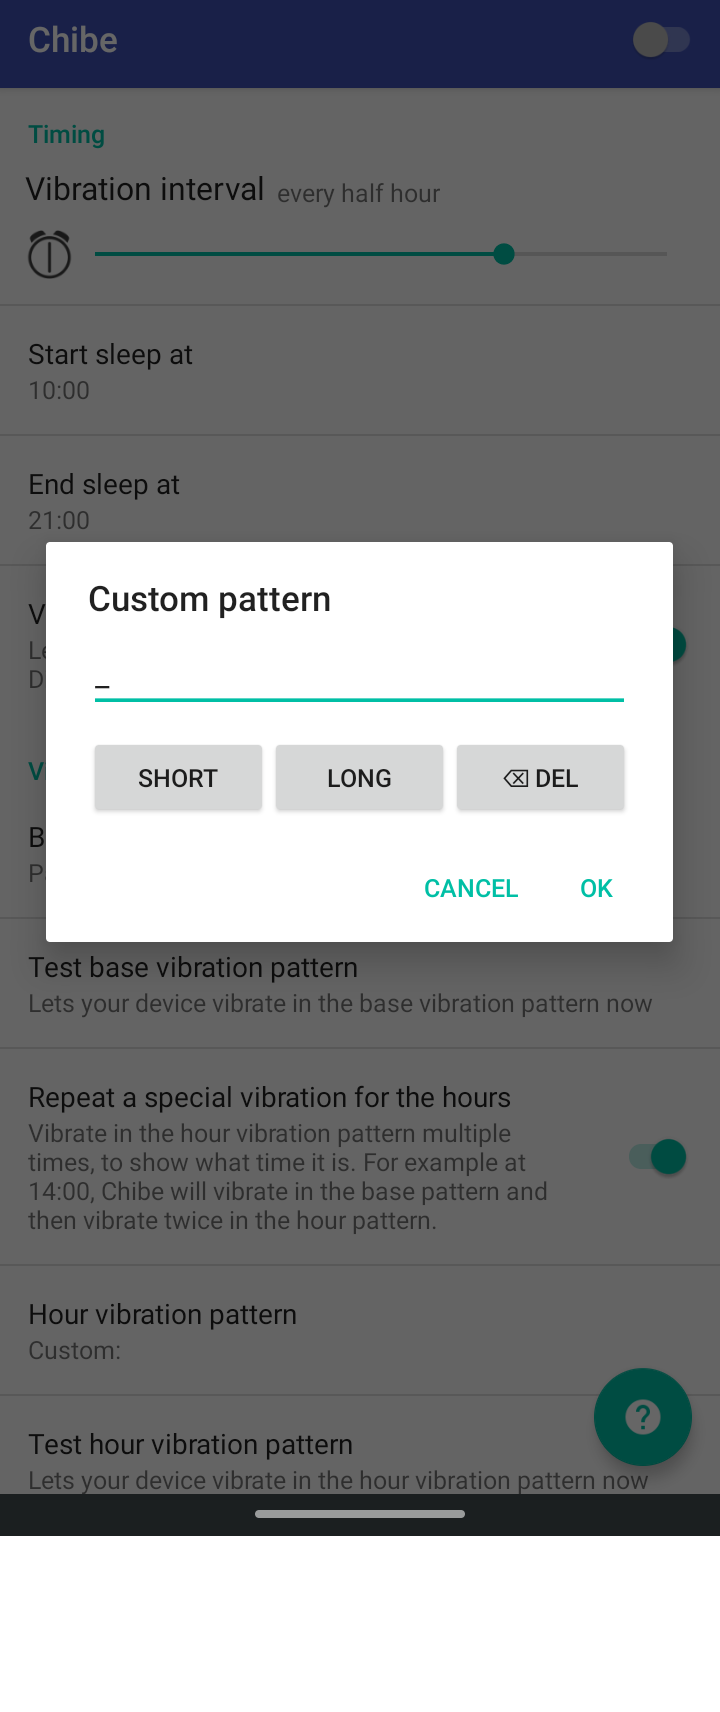 Chibe
Timing
Vibration interval every half hour
Start sleep at
10:00
End sleep at
21:00
Custom pattern
_
SHORT LONG ⌫ DEL
CANCEL OK
Test base vibration pattern
Lets your device vibrate in the base vibration pattern now
Repeat a special vibration for the hours
Vibrate in the hour vibration pattern multiple
times, to show what time it is. For example at
14:00, Chibe will vibrate in the base pattern and
then vibrate twice in the hour pattern.
Hour vibration pattern
Custom:
Test hour vibration pattern
Lets your device vibrate in the hour vibration pattern now